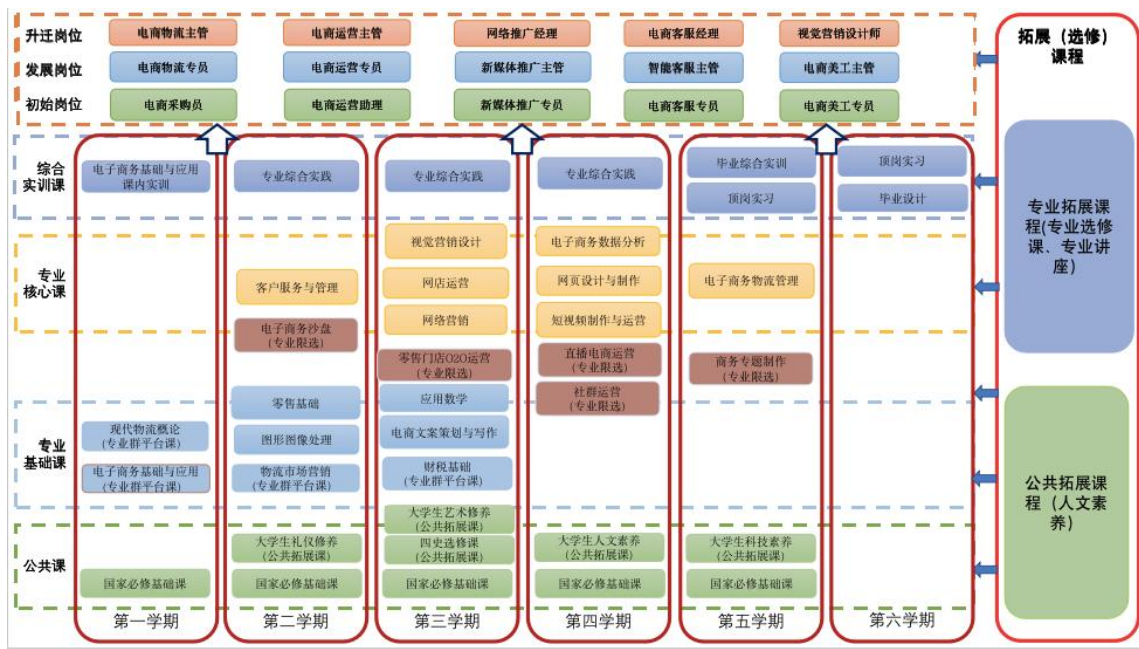 升迁岗位
电商物流主管
电商运营主管
网络推广经理
电商客服经理
视觉营销设计师
发展岗位
电商物流专员
电商运营专员
新媒体推广主管
智能客服主管
电商美工主管
初始岗位
电商采购员
电商运营助理
新媒体推广专员
电商客服专员
电商美工专员
综合
实训课
电子商务基础与应用
课内实训
专业综合实践
专业综合实践
专业综合实践
毕业综合实训
顶岗实习
顶岗实习
毕业设计
专业
核心课
客户服务与管理
电子商务沙盘
(专业限选)
视觉营销设计
网店运营
网络营销
零售门店O2O运营
(专业限选)
电子商务数据分析
网页设计与制作
短视频制作与运营
直播电商运营
(专业限选)
社群运营
(专业限选)
电子商务物流管理
商务专题制作
(专业限选)
专业
基础课
现代物流概论
(专业群平台课)
电子商务基础与应用
(专业群平台课)
零售基础
图形图像处理
物流市场营销
(专业群平台课)
应用数学
电商文案策划与写作
财税基础
(专业群平台课)
公共课
国家必修基础课
大学生礼仪修养
(公共拓展课)
国家必修基础课
大学生艺术修养
(公共拓展课)
四史选修课
(公共拓展课)
国家必修基础课
大学生人文素养
(公共拓展课)
国家必修基础课
大学生科技素养
(公共拓展课)
国家必修基础课
第一学期
第二学期
第三学期
第四学期
第五学期
第六学期
拓展（选修）
课程
专业拓展课
程(专业选修
课、专业讲
座）
公共拓展课
程（人文素
养）